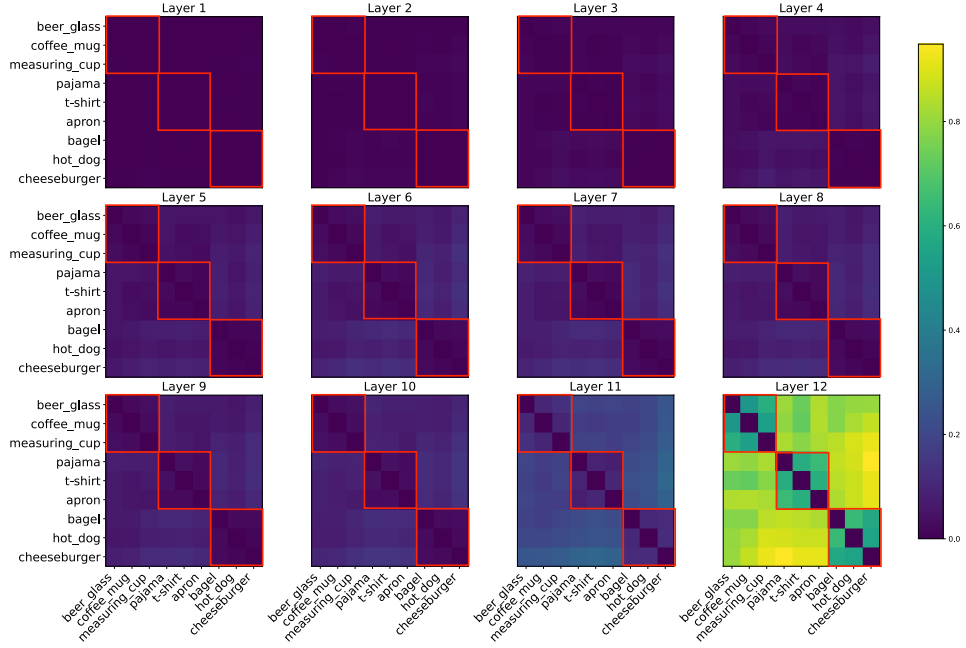 Layer 1 Layer 2 Layer 3 Layer 4
beer_glass
coffee_mug
measuring_cup
pajama
t-shirt
apron
bagel
hot_dog
cheeseburger
0.8
0.6
0.4
0.2
0.0
Layer 5 Layer 6 Layer 7 Layer 8
beer_glass
coffee_mug
measuring_cup
pajama
t-shirt
apron
bagel
hot_dog
cheeseburger
Layer 9 Layer 10 Layer 11 Layer 12
beer_glass
coffee_mug
measuring_cup
pajama
t-shirt
apron
bagel
hot_dog
cheeseburger
beer_glass coffee_mug measuring_cup pajama t-shirt apron bagel hot_dog cheeseburger
beer_glass coffee_mug measuring_cup pajama t-shirt apron bagel hot_dog cheeseburger
beer_glass coffee_mug measuring_cup pajama t-shirt apron bagel hot_dog cheeseburger
beer_glass coffee_mug measuring_cup pajama t-shirt apron bagel hot_dog cheeseburger